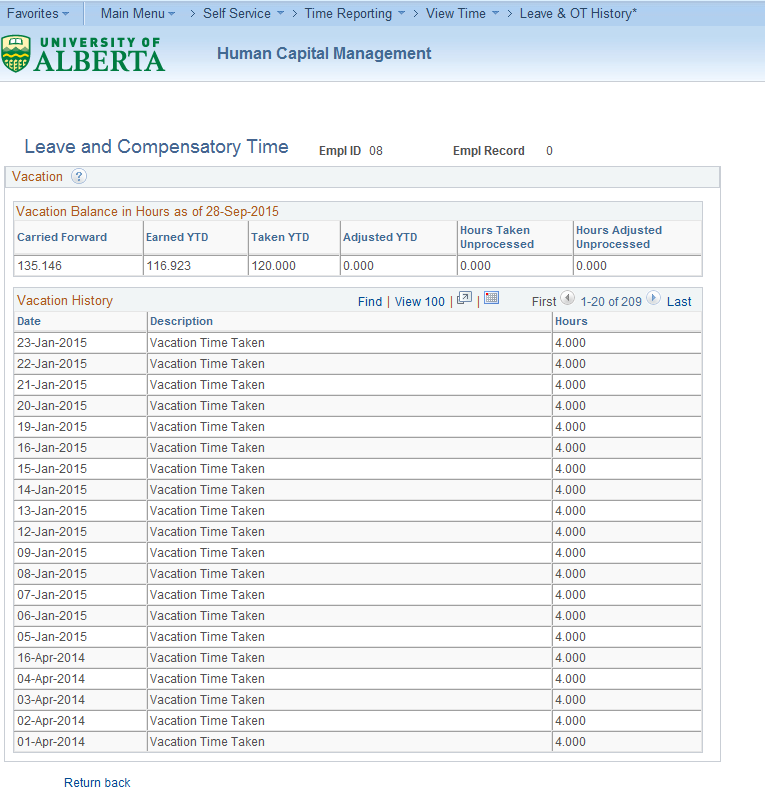 Favorites Main Menu > Self Service > Time Reporting > View Time > Leave & OT History*
UNIVERSITY OF
ALBERTA
Human Capital Management
Leave and Compensatory Time Empl ID 08 Empl Record 0
Vacation ?
Vacation Balance in Hours as of 28-Sep-2015
Carried Forward Earned YTD Taken YTD Adjusted YTD Hours Taken Unprocessed Hours Adjusted Unprocessed
135.146 116.923 120.000 0.000 0.000 0.000
Vacation History Find | View 100 | | First 1-20 of 209 Last
Date Description Hours
23-Jan-2015 Vacation Time Taken 4.000
22-Jan-2015 Vacation Time Taken 4.000
21-Jan-2015 Vacation Time Taken 4.000
20-Jan-2015 Vacation Time Taken 4.000
19-Jan-2015 Vacation Time Taken 4.000
16-Jan-2015 Vacation Time Taken 4.000
15-Jan-2015 Vacation Time Taken 4.000
14-Jan-2015 Vacation Time Taken 4.000
13-Jan-2015 Vacation Time Taken 4.000
12-Jan-2015 Vacation Time Taken 4.000
09-Jan-2015 Vacation Time Taken 4.000
08-Jan-2015 Vacation Time Taken 4.000
07-Jan-2015 Vacation Time Taken 4.000
06-Jan-2015 Vacation Time Taken 4.000
05-Jan-2015 Vacation Time Taken 4.000
16-Apr-2014 Vacation Time Taken 4.000
04-Apr-2014 Vacation Time Taken 4.000
03-Apr-2014 Vacation Time Taken 4.000
02-Apr-2014 Vacation Time Taken 4.000
01-Apr-2014 Vacation Time Taken 4.000
Return back